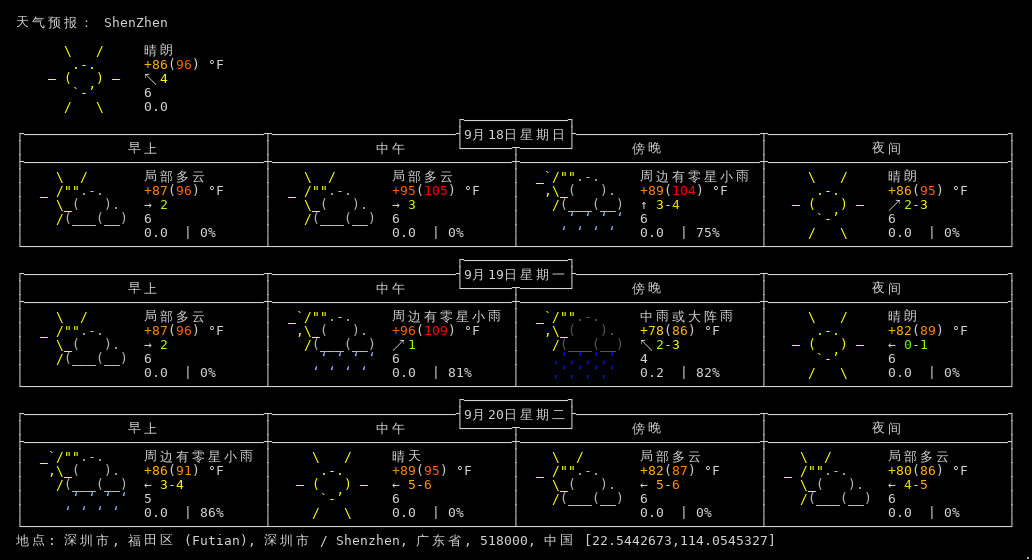 天气预报： ShenZhen
晴朗
+86(96) °F
↖ 4
6
0.0
9月18日星期日
早上 中午 傍晚 夜间
局部多云 局部多云 周边有零星小雨 晴朗
+87(96) °F +95(105) °F +89(104) °F +86(95) °F
→ 2 → 3 ↑ 3-4 ↗ 2-3
6 6 6 6
0.0 | 0% 0.0 | 0% 0.0 | 75% 0.0 | 0%
9月19日星期一
早上 中午 傍晚 夜间
局部多云 周边有零星小雨 中雨或大阵雨 晴朗
+87(96) °F +96(109) °F +78(86) °F +82(89) °F
→ 2 ↗ 1 ↖ 2-3 ← 0-1
6 6 4 6
0.0 | 0% 0.0 | 81% 0.2 | 82% 0.0 | 0%
9月20日星期二
早上 中午 傍晚 夜间
周边有零星小雨 晴天 局部多云 局部多云
+86(91) °F +89(95) °F +82(87) °F +80(86) °F
← 3-4 ← 5-6 ← 5-6 ← 4-5
5 6 6 6
0.0 | 86% 0.0 | 0% 0.0 | 0% 0.0 | 0%
地点: 深圳市, 福田区 (Futian), 深圳市 / Shenzhen, 广东省, 518000, 中国 [22.5442673,114.0545327]